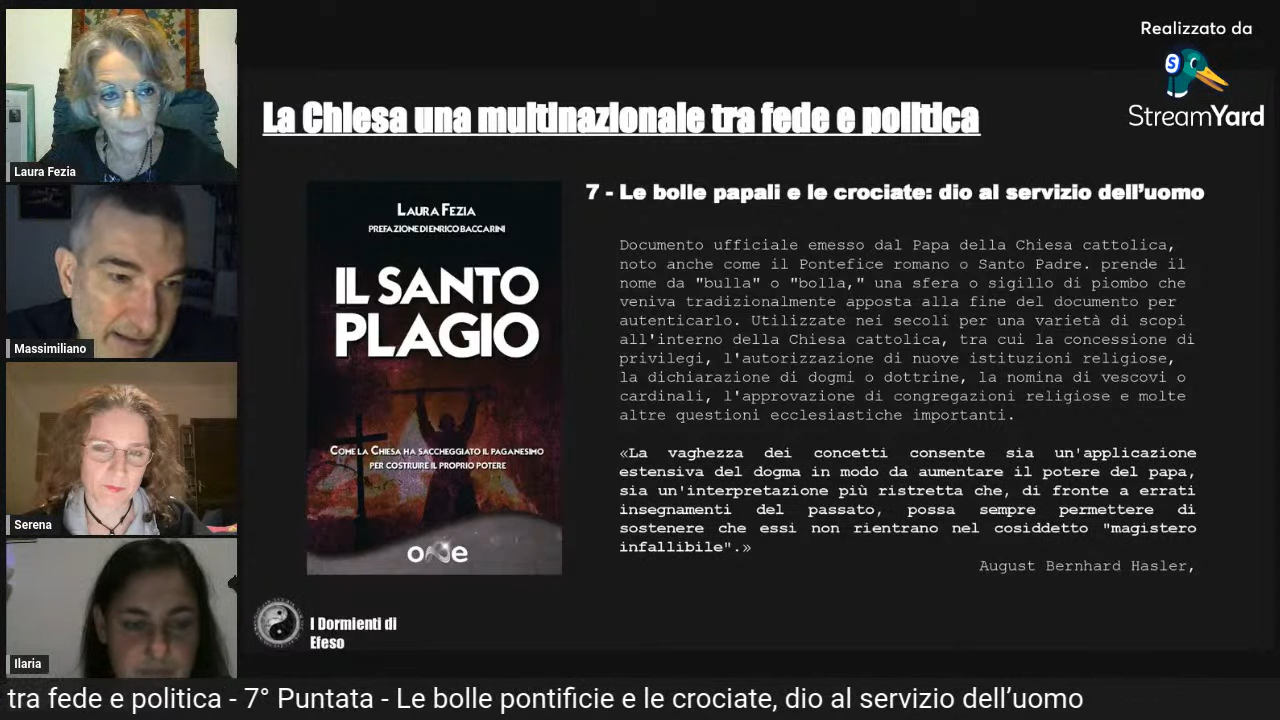 Realizzato da
StreamYard
La Chiesa una multinazionale tra fede e politica
7 - Le bolle papali e le crociate: dio al servizio dell'uomo
Laura Fezia
Massimiliano
Serena
Ilaria
LAURA FEZIA
PREFAZIONE DI ENRICO BACCARINI
IL SANTO
PLAGIO
COME LA CHIESA HA SACCHEGGIATO IL PAGANESIMO
PER COSTRUIRE IL PROPRIO POTERE
one
Documento ufficiale emesso dal Papa della Chiesa cattolica,
noto anche come il Pontefice romano o Santo Padre. prende il
nome da "bulla" o "bolla," una sfera o sigillo di piombo che
veniva tradizionalmente apposta alla fine del documento per
autenticarlo. Utilizzate nei secoli per una varietà di scopi
all'interno della Chiesa cattolica, tra cui la concessione di
privilegi, l'autorizzazione di nuove istituzioni religiose,
la dichiarazione di dogmi o dottrine, la nomina di vescovi o
cardinali, l'approvazione di congregazioni religiose e molte
altre questioni ecclesiastiche importanti.
«La vaghezza dei concetti consente sia un'applicazione
estensiva del dogma in modo da aumentare il potere del papa,
sia un'interpretazione più ristretta che, di fronte a errati
insegnamenti del passato, possa sempre permettere di
sostenere che essi non rientrano nel cosiddetto "magistero
infallibile".»
August Bernhard Hasler,
I Dormienti di
Efeso
tra fede e politica - 7° Puntata - Le bolle pontificie e le crociate, dio al servizio dell'uomo